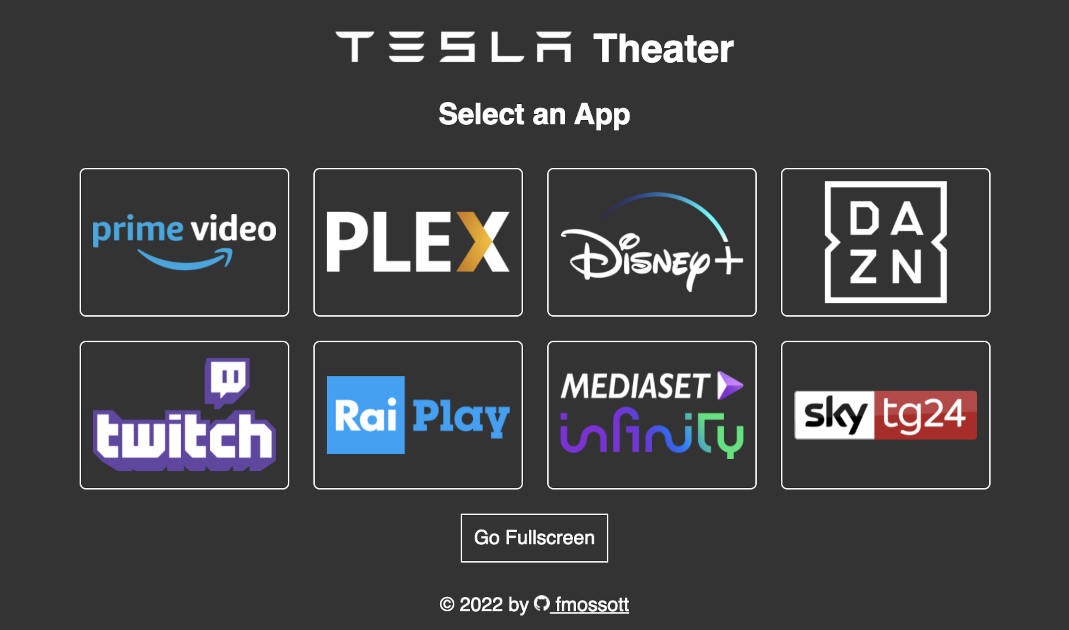 TESLA Theater
Select an App
prime video
PLEX
Disney+
DA
ZN
twitch
Rai Play
MEDIASET
infinity
sky tg24
Go Fullscreen
© 2022 by fmossott